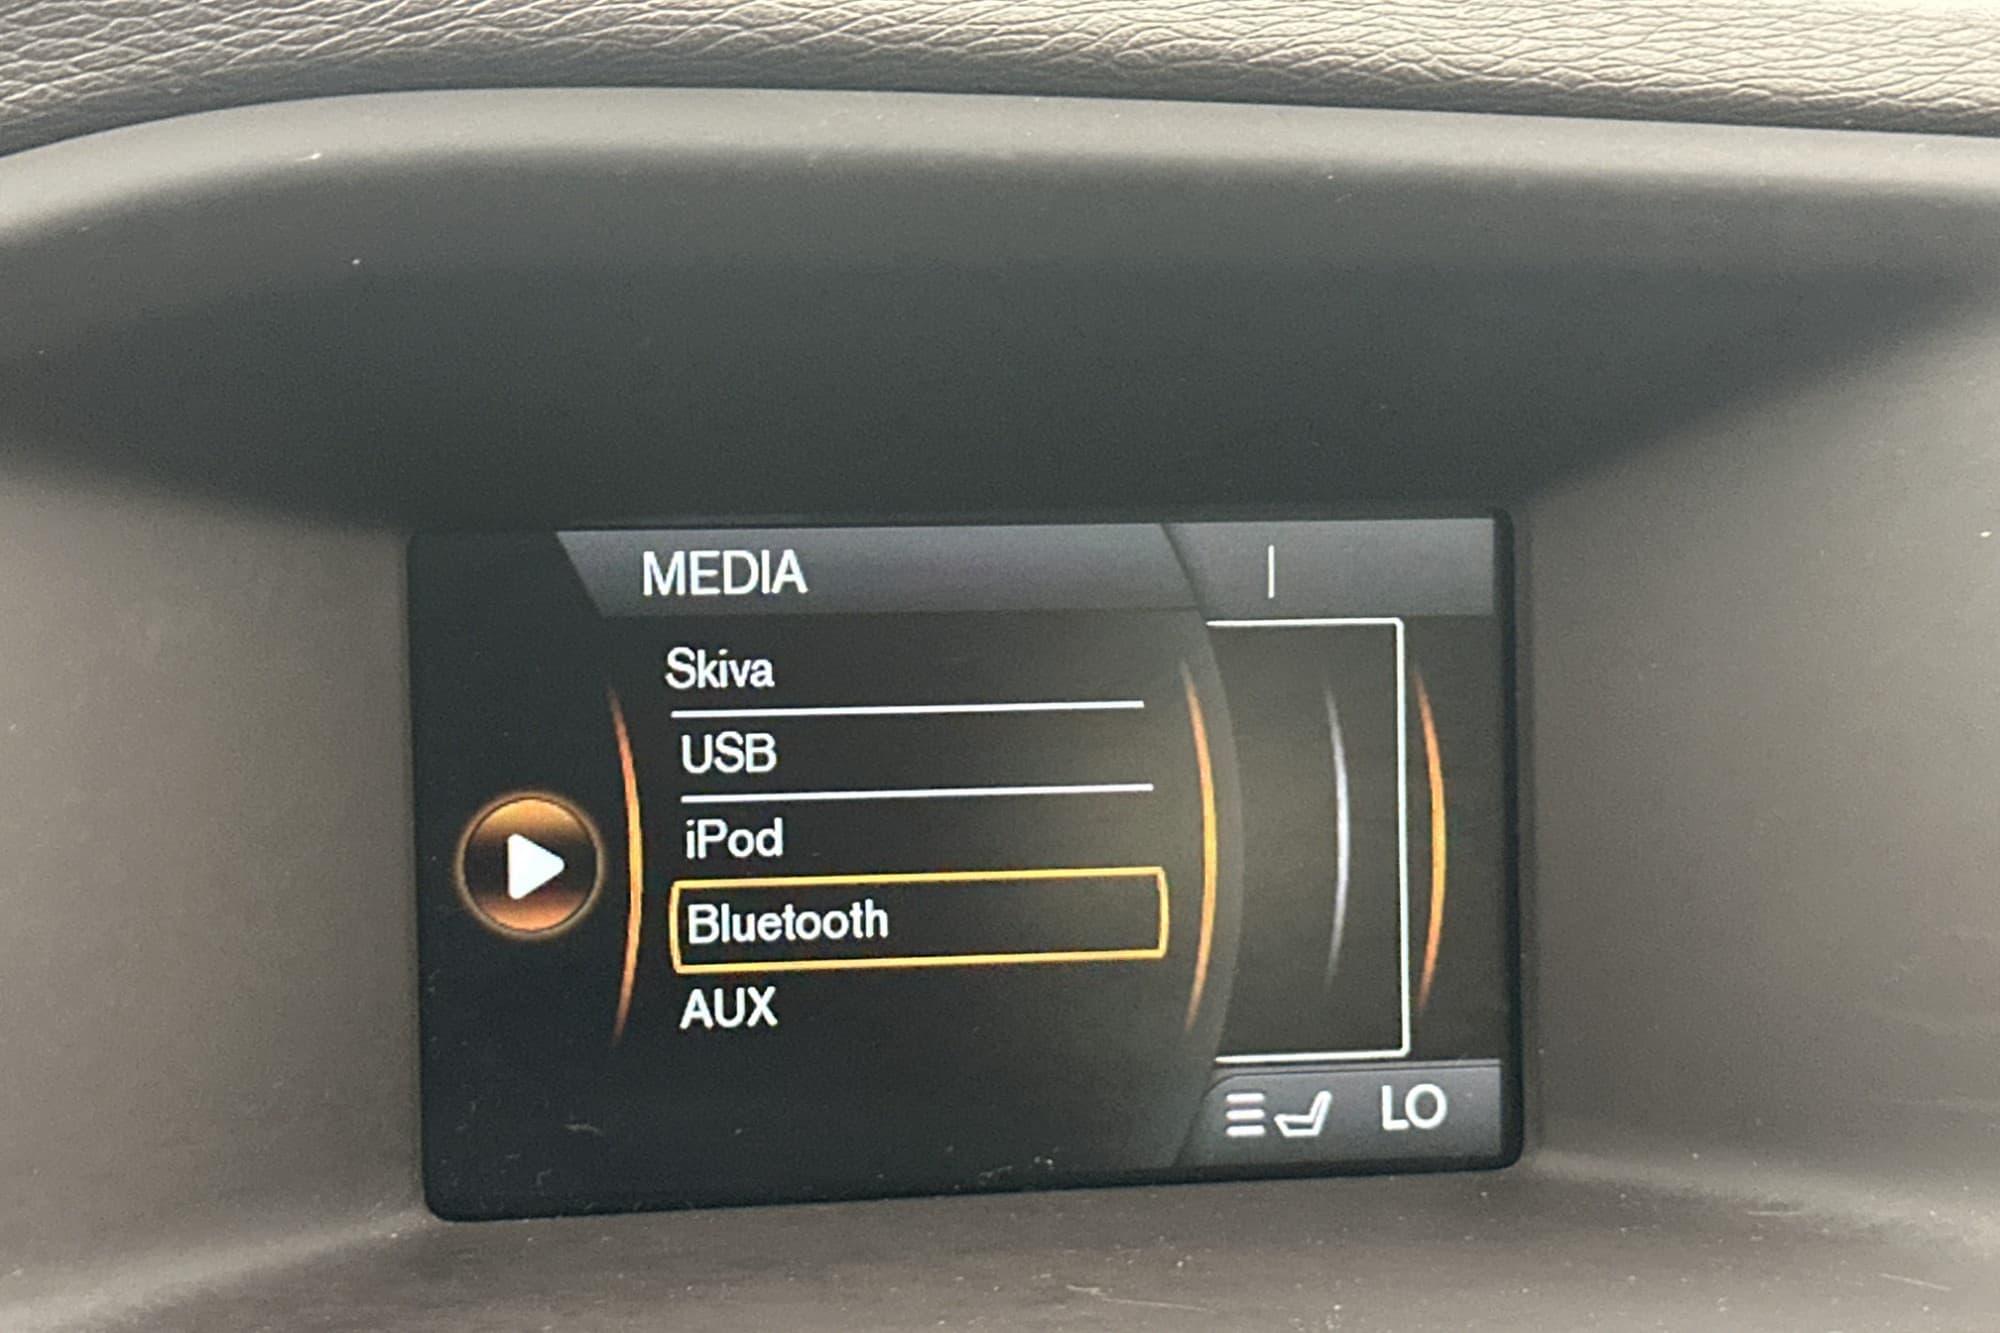 MEDIA
Skiva
USB
iPod
Bluetooth
AUX
LO